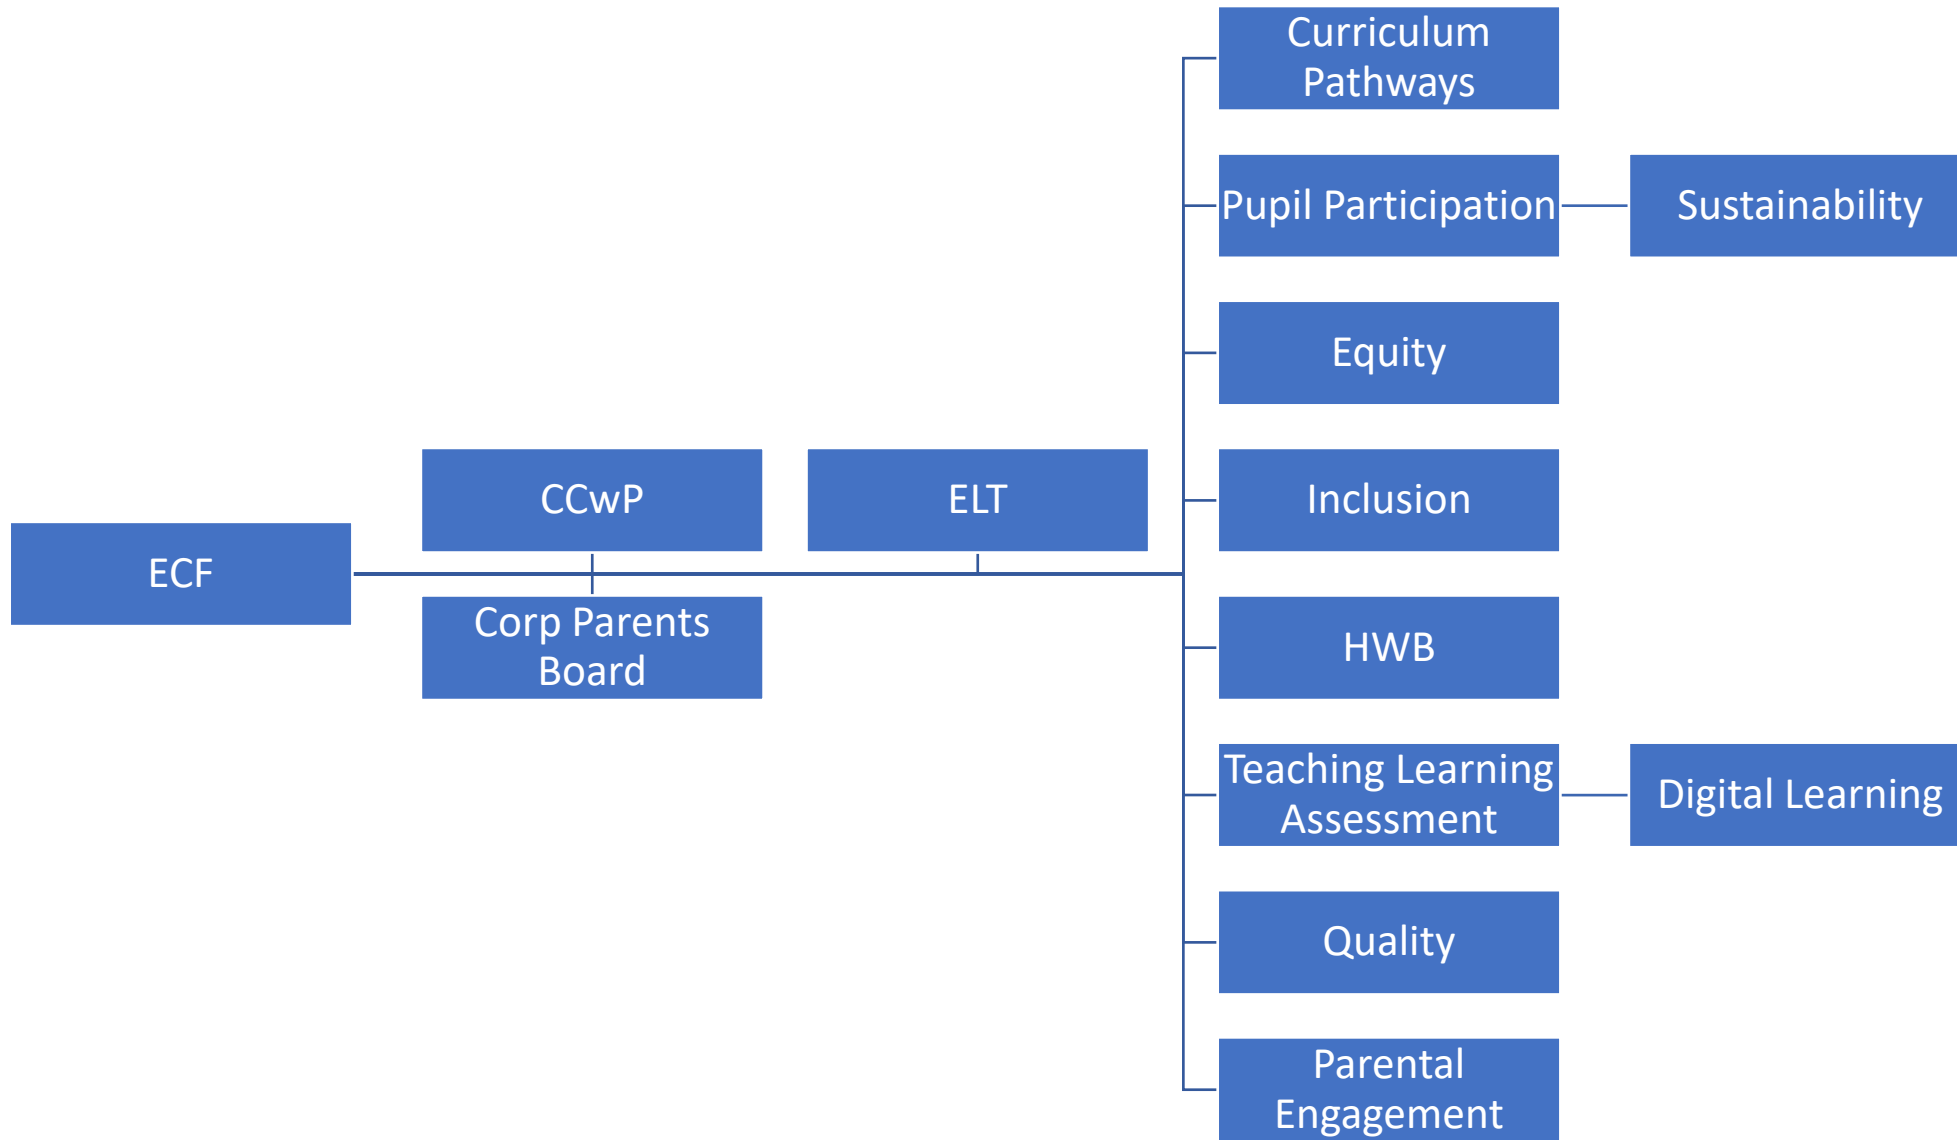 Curriculum
Pathways
Pupil Participation
Sustainability
Equity
CCwP
ELT
Inclusion
ECF
Corp Parents
Board
HWB
Teaching Learning
Assessment
Digital Learning
Quality
Parental
Engagement